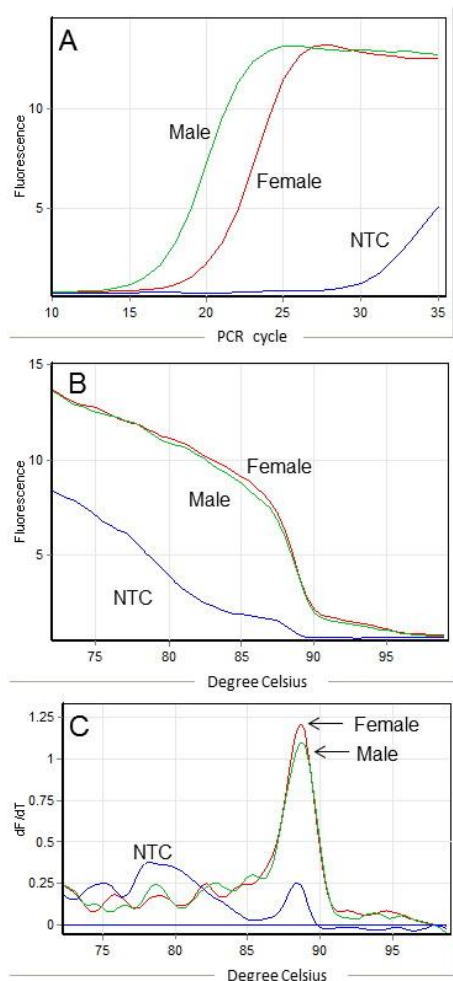 A
Fluorescence
10
5
Male
Female
NTC
10 15 20 25 30 35
PCR cycle
B
Fluorescence
15
10
5
Female
Male
NTC
75 80 85 90 95
Degree Celsius
C
dF/dT
1.25
1
0.75
0.5
0.25
0
Female
Male
NTC
75 80 85 90 95
Degree Celsius